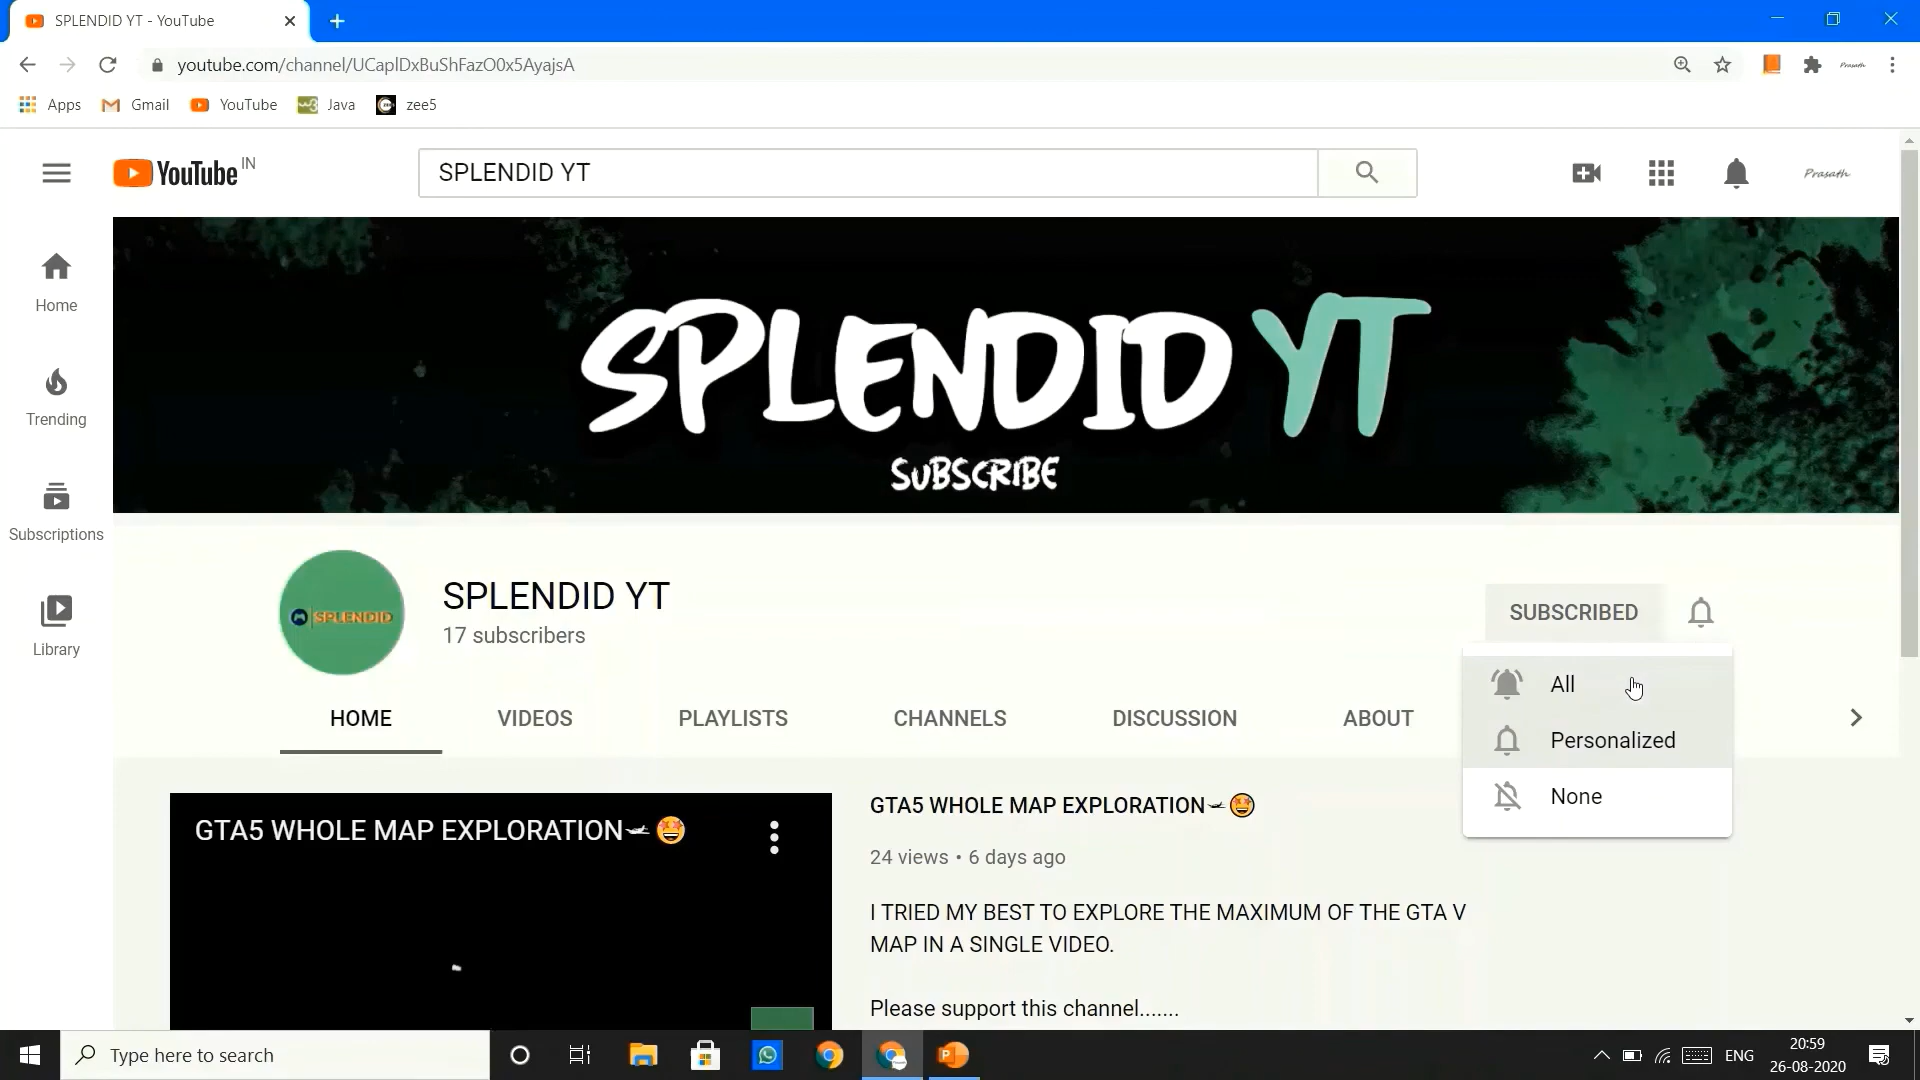 SPLENDID YT - YouTube
youtube.com/channel/UCaplDxBuShFazO0x5AyajsA
Prasath
Apps
Gmail
YouTube
Java
zee5
YouTube IN
SPLENDID YT
Prasath
Home
Trending
Subscriptions
Library
SPLENDID YT
SUBSCRIBE
SPLENDID
SPLENDID YT
17 subscribers
SUBSCRIBED
All
Personalized
None
HOME
VIDEOS
PLAYLISTS
CHANNELS
DISCUSSION
ABOUT
GTA5 WHOLE MAP EXPLORATION🛩🤩
GTA5 WHOLE MAP EXPLORATION🛩🤩
24 views • 6 days ago
I TRIED MY BEST TO EXPLORE THE MAXIMUM OF THE GTA V
MAP IN A SINGLE VIDEO.
Please support this channel.......
Type here to search
ENG
20:59
26-08-2020